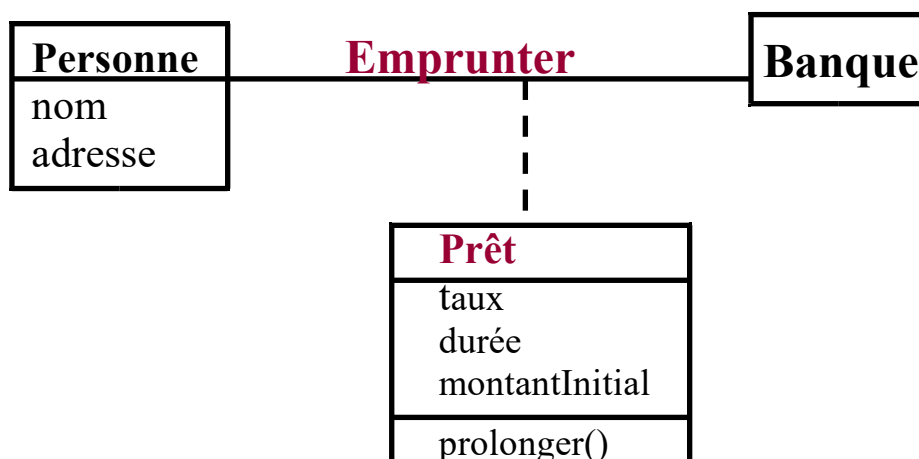 Personne
Emprunter
Banque
nom
adresse
Prêt
taux
durée
montantInitial
prolonger()